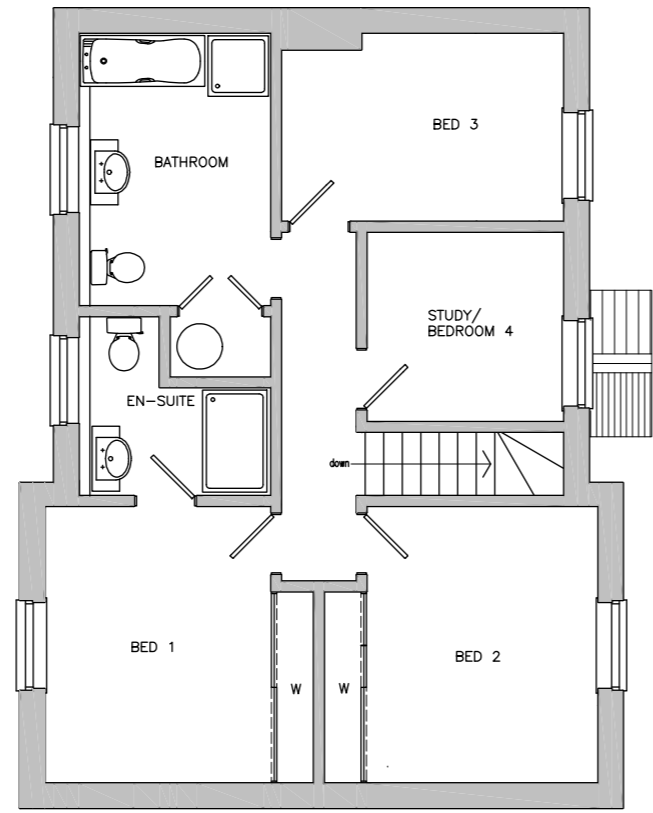 BED 3
BATHROOM
STUDY/
BEDROOM 4
EN-SUITE
down
BED 1
BED 2
W
W